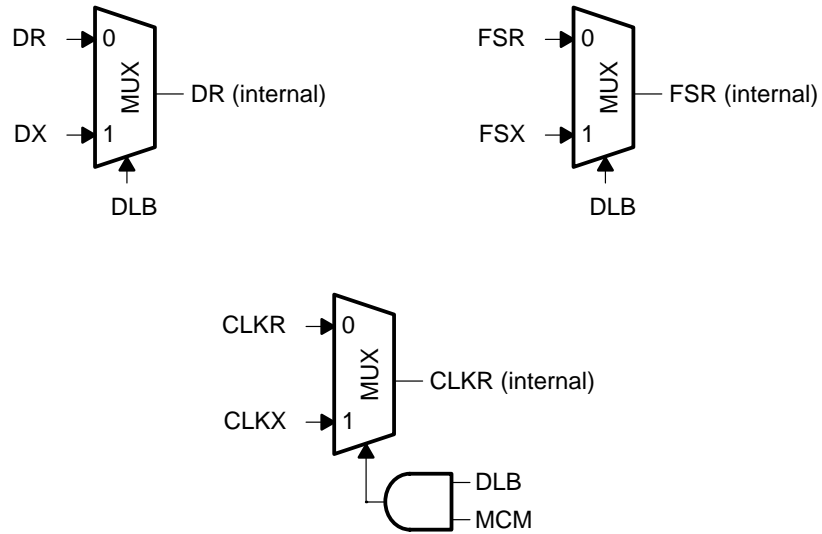 DR
0
MUX
DR (internal)
DX
1
DLB
FSR
0
MUX
FSR (internal)
FSX
1
DLB
CLKR
0
MUX
CLKR (internal)
CLKX
1
DLB
MCM